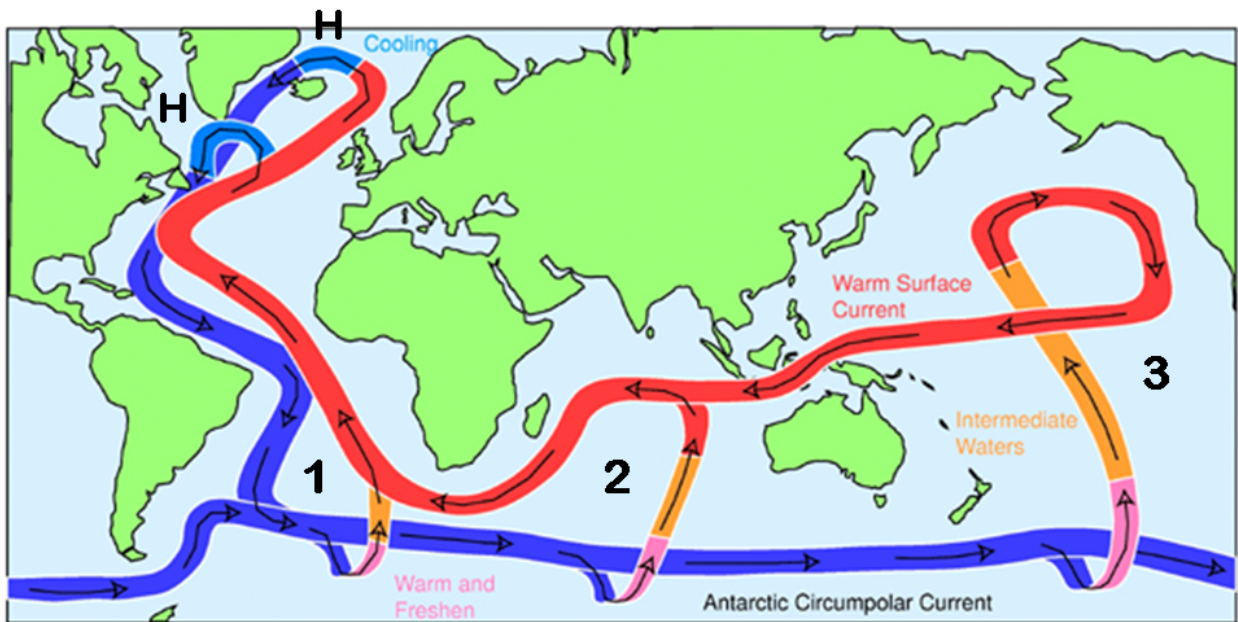 H
Cooling
H
Warm Surface
Current
3
Intermediate
Waters
1
2
Warm and
Freshen
Antarctic Circumpolar Current